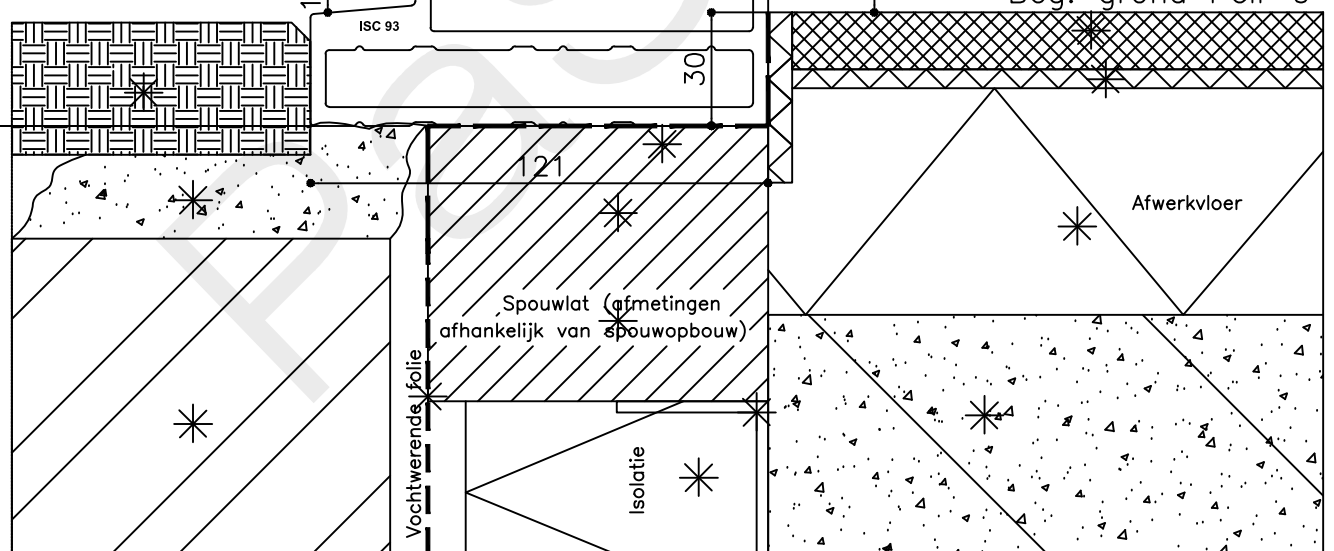 ISC 93
30
121
Afwerkvloer
Spouwlat (afmetingen
afhankelijk van spouwopbouw)
Vochtwerende folie
Isolatie